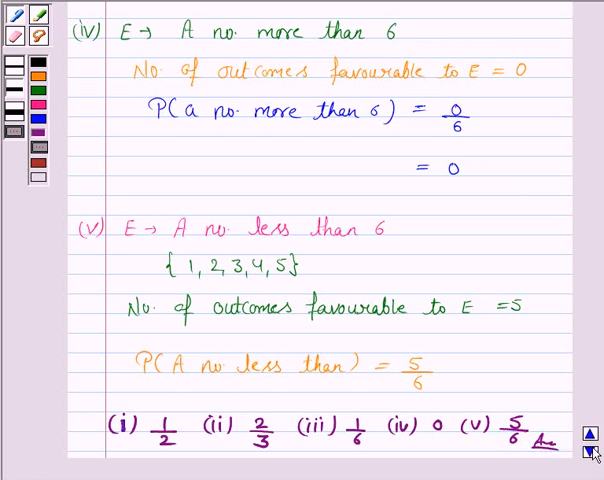 (iv) E → A no. more than 6
No. of outcomes favourable to E = 0
P(a no. more than 6) = 0/6
= 0
(v) E → A no. less than 6
{1, 2, 3, 4, 5}
No. of outcomes favourable to E = 5
P(A no. less than) = 5/6
(i) 1/2 (ii) 2/3 (iii) 1/6 (iv) 0 (v) 5/6 Ans